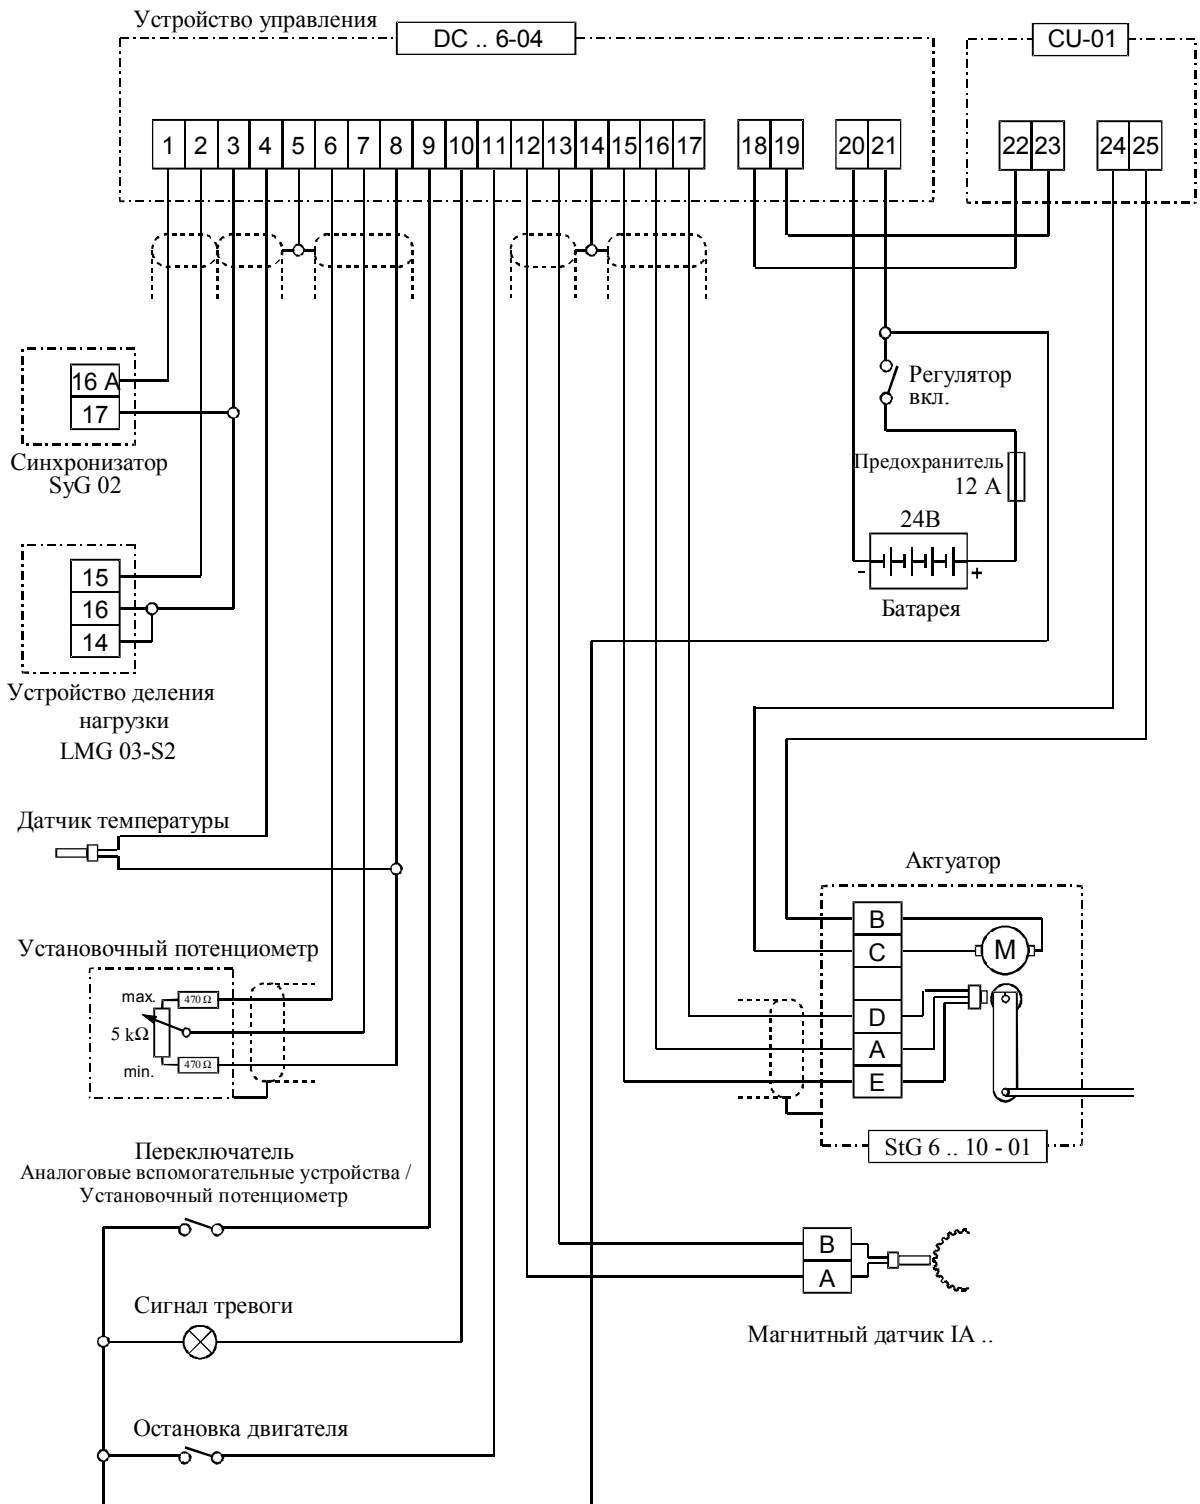 Устройство управления
DC .. 6-04
CU-01
1 2 3 4 5 6 7 8 9 10 11 12 13 14 15 16 17 18 19 20 21 22 23 24 25
16 A
17
Регулятор
вкл.
Синхронизатор
SyG 02
Предохранитель
12 A
24В
- +
Батарея
15
16
14
Устройство деления
нагрузки
LMG 03-S2
Датчик температуры
Актуатор
B
C
M
D
A
E
StG 6 .. 10 - 01
Установочный потенциометр
max.
470 Ω
5 kΩ
470 Ω
min.
Переключатель
Аналоговые вспомогательные устройства /
Установочный потенциометр
B
A
Сигнал тревоги
Магнитный датчик IA ..
Остановка двигателя